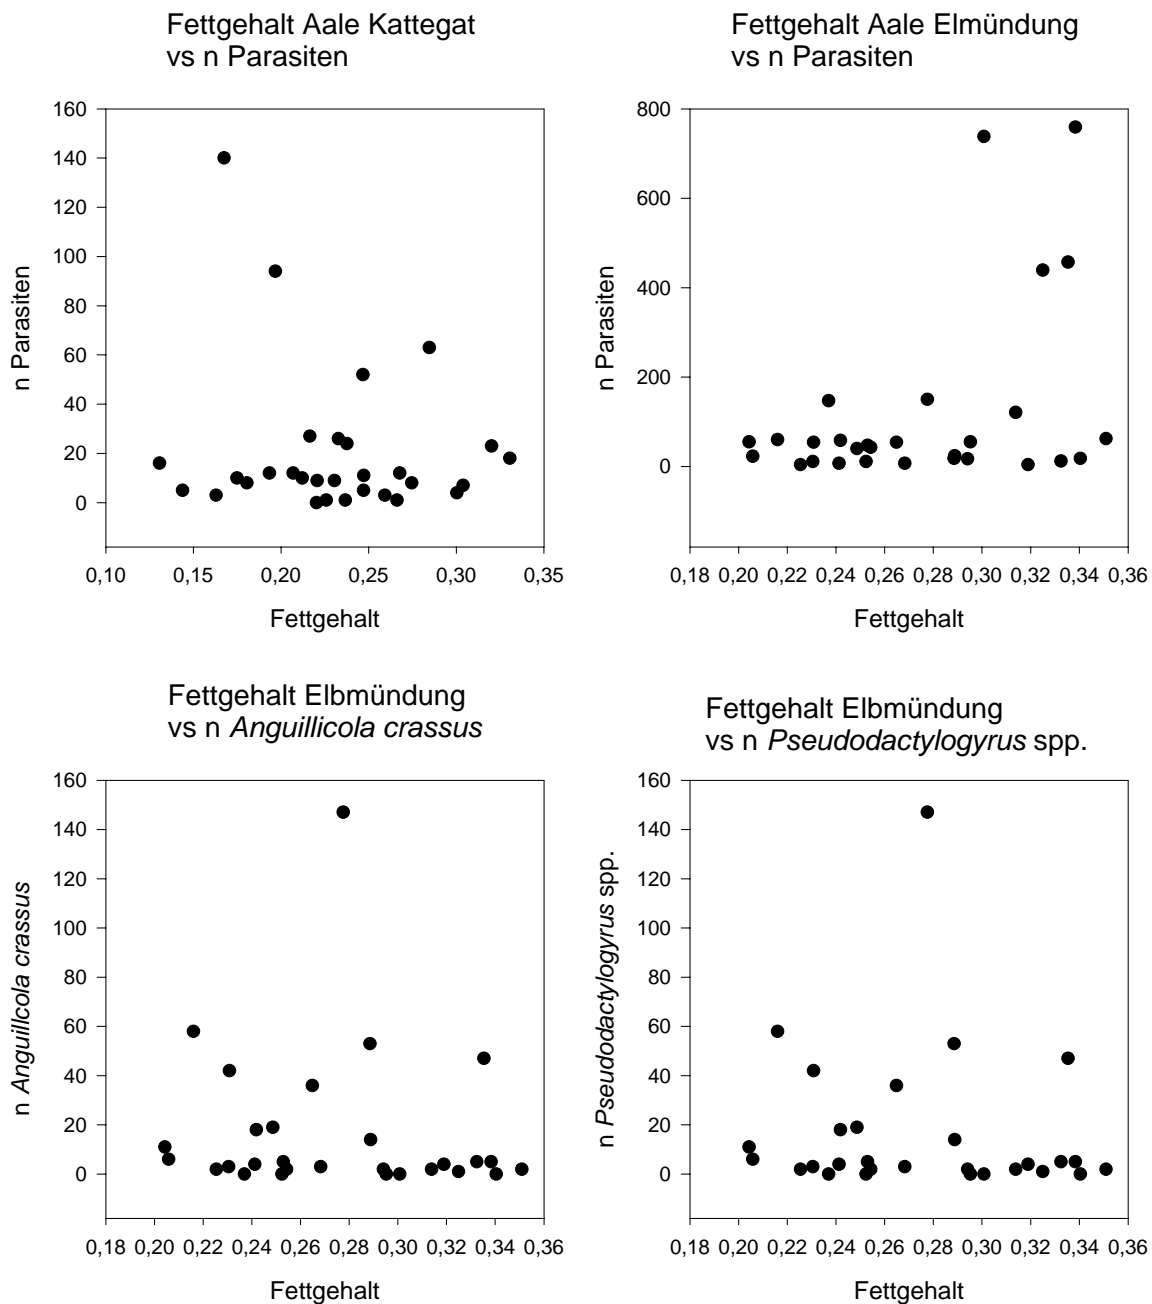 Fettgehalt Aale Kattegat
vs n Parasiten
160
140
120
100
80
60
40
20
0
n Parasiten
0,10 0,15 0,20 0,25 0,30 0,35
Fettgehalt
Fettgehalt Aale Elmündung
vs n Parasiten
800
600
400
200
0
n Parasiten
0,18 0,20 0,22 0,24 0,26 0,28 0,30 0,32 0,34 0,36
Fettgehalt
Fettgehalt Elbmündung
vs n Anguillicola crassus
160
140
120
100
80
60
40
20
0
n Anguillcola crassus
0,18 0,20 0,22 0,24 0,26 0,28 0,30 0,32 0,34 0,36
Fettgehalt
Fettgehalt Elbmündung
vs n Pseudodactylogyrus spp.
160
140
120
100
80
60
40
20
0
n Pseudodactylogyrus spp.
0,18 0,20 0,22 0,24 0,26 0,28 0,30 0,32 0,34 0,36
Fettgehalt